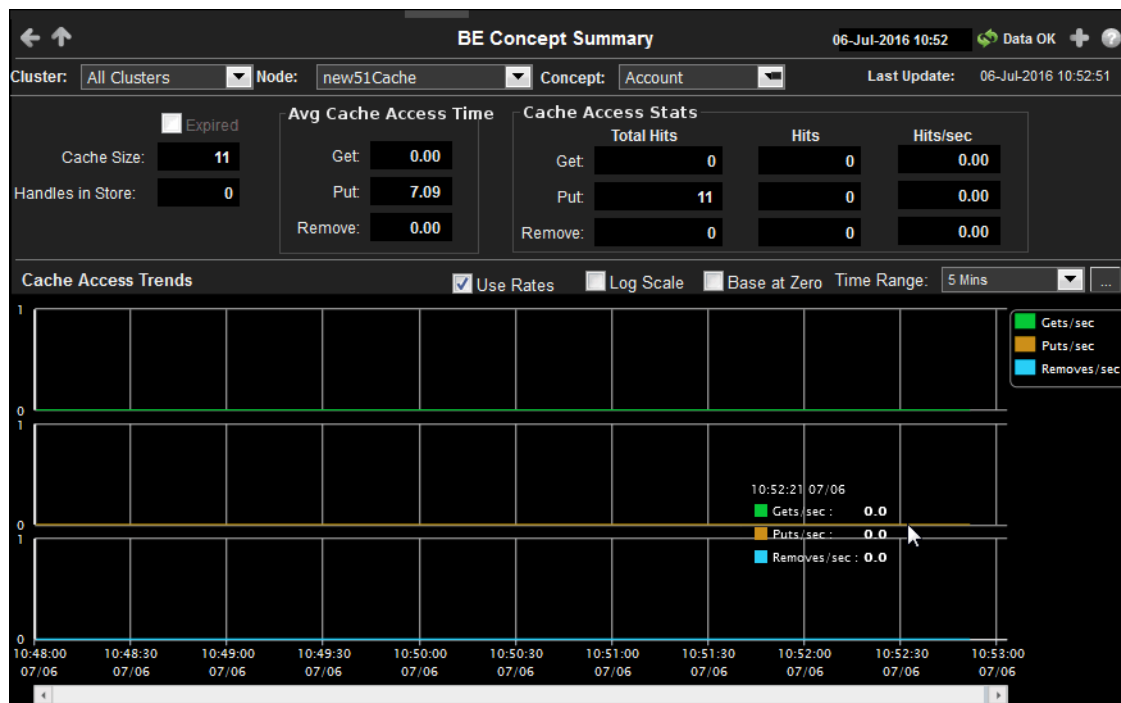 BE Concept Summary 06-Jul-2016 10:52 Data OK ?
Cluster: All Clusters Node: new51Cache Concept: Account Last Update: 06-Jul-2016 10:52:51
Expired Avg Cache Access Time Cache Access Stats
Total Hits Hits Hits/sec
Cache Size: 11 Get: 0.00 Get: 0 0 0.00
Handles in Store: 0 Put: 7.09 Put: 11 0 0.00
Remove: 0.00 Remove: 0 0 0.00
Cache Access Trends Use Rates Log Scale Base at Zero Time Range: 5 Mins ...
1
Gets/sec
Puts/sec
Removes/sec
0
1
10:52:21 07/06
Gets/sec : 0.0
0
Puts/sec : 0.0
1
Removes/sec : 0.0
0
10:48:00 10:48:30 10:49:00 10:49:30 10:50:00 10:50:30 10:51:00 10:51:30 10:52:00 10:52:30 10:53:00
07/06 07/06 07/06 07/06 07/06 07/06 07/06 07/06 07/06 07/06 07/06